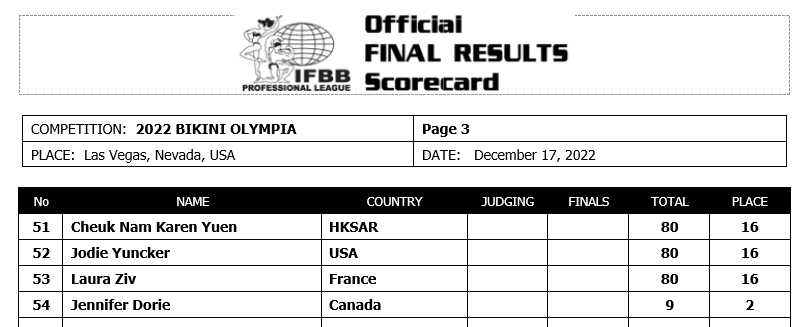 Official
FINAL RESULTS
Scorecard
IFBB
PROFESSIONAL LEAGUE
COMPETITION: 2022 BIKINI OLYMPIA Page 3
PLACE: Las Vegas, Nevada, USA DATE: December 17, 2022
No NAME COUNTRY JUDGING FINALS TOTAL PLACE
51 Cheuk Nam Karen Yuen HKSAR 80 16
52 Jodie Yuncker USA 80 16
53 Laura Ziv France 80 16
54 Jennifer Dorie Canada 9 2